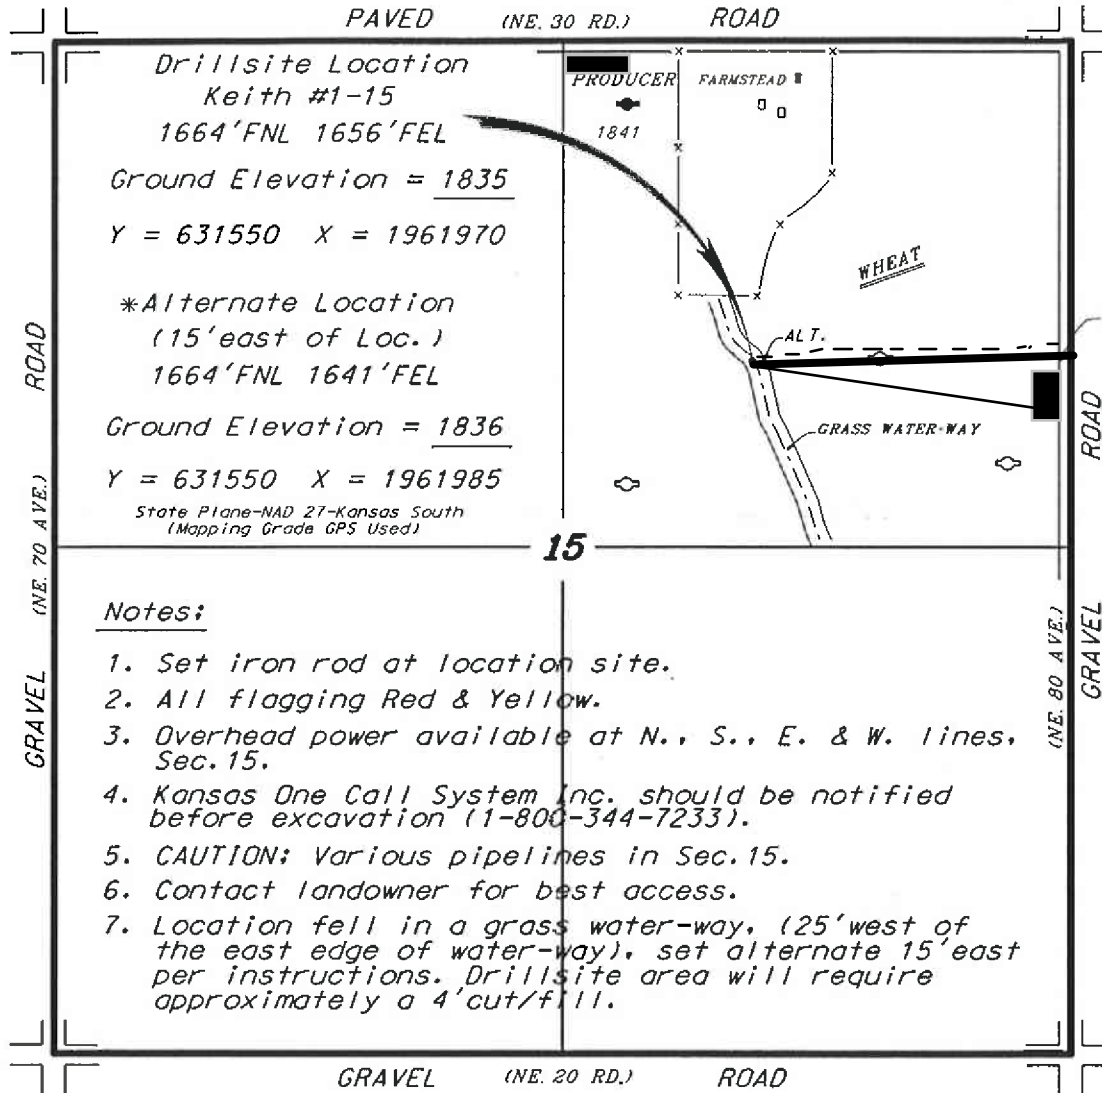 PAVED (NE. 30 RD.) ROAD
Drillsite Location
Keith #1-15
1664'FNL 1656'FEL
Ground Elevation = 1835
Y = 631550 X = 1961970
*Alternate Location
(15'east of Loc.)
1664'FNL 1641'FEL
Ground Elevation = 1836
Y = 631550 X = 1961985
State Plane-NAD 27-Kansas South
(Mapping Grade GPS Used)
PRODUCER
1841
FARMSTEAD
WHEAT
ALT.
GRASS WATER-WAY
15
GRAVEL (NE. 70 AVE.) ROAD
GRAVEL (NE. 80 AVE.) ROAD
Notes:
1. Set iron rod at location site.
2. All flagging Red & Yellow.
3. Overhead power available at N., S., E. & W. lines,
Sec. 15.
4. Kansas One Call System Inc. should be notified
before excavation (1-800-344-7233).
5. CAUTION: Various pipelines in Sec. 15.
6. Contact landowner for best access.
7. Location fell in a grass water-way, (25'west of
the east edge of water-way), set alternate 15'east
per instructions. Drillsite area will require
approximately a 4'cut/fill.
GRAVEL (NE. 20 RD.) ROAD